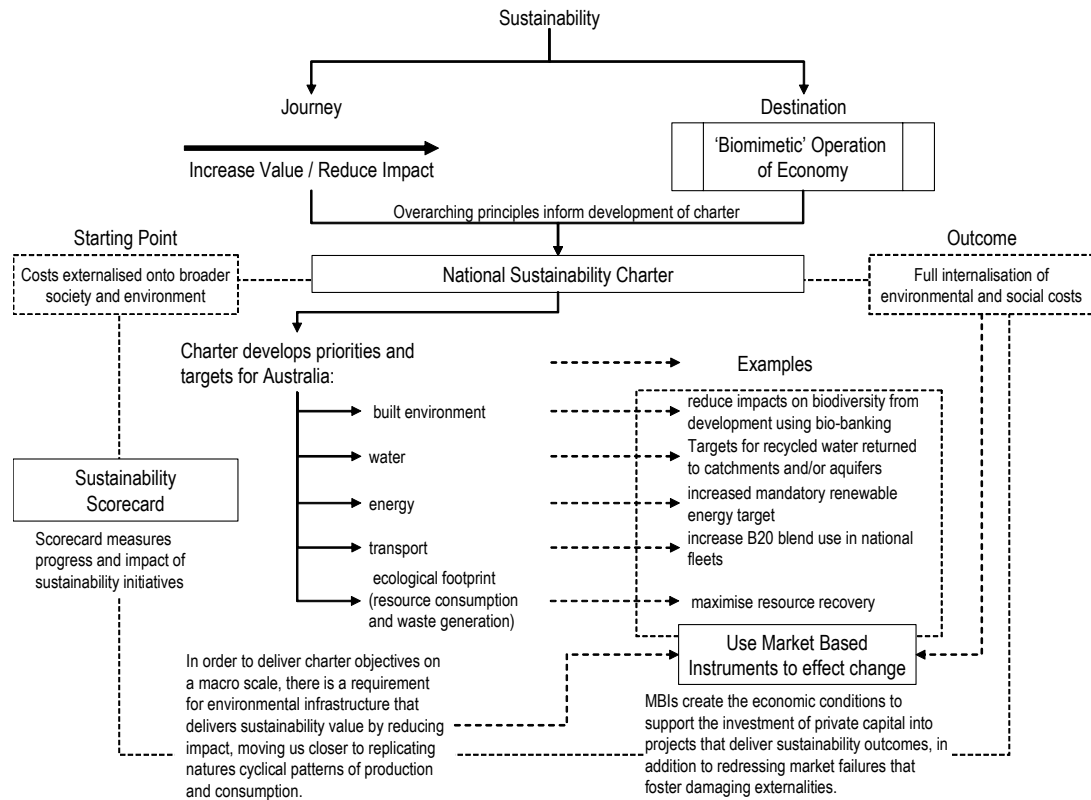 Sustainability
Journey
Destination
Increase Value / Reduce Impact
‘Biomimetic’ Operation
of Economy
Overarching principles inform development of charter
Starting Point
Outcome
Costs externalised onto broader
society and environment
National Sustainability Charter
Full internalisation of
environmental and social costs
Charter develops priorities and
targets for Australia:
Examples
built environment
reduce impacts on biodiversity from
development using bio-banking
water
Targets for recycled water returned
to catchments and/or aquifers
energy
increased mandatory renewable
energy target
transport
increase B20 blend use in national
fleets
ecological footprint
(resource consumption
and waste generation)
maximise resource recovery
Sustainability
Scorecard
Scorecard measures
progress and impact of
sustainability initiatives
Use Market Based
Instruments to effect change
In order to deliver charter objectives on
a macro scale, there is a requirement
for environmental infrastructure that
delivers sustainability value by reducing
impact, moving us closer to replicating
natures cyclical patterns of production
and consumption.
MBIs create the economic conditions to
support the investment of private capital into
projects that deliver sustainability outcomes, in
addition to redressing market failures that
foster damaging externalities.